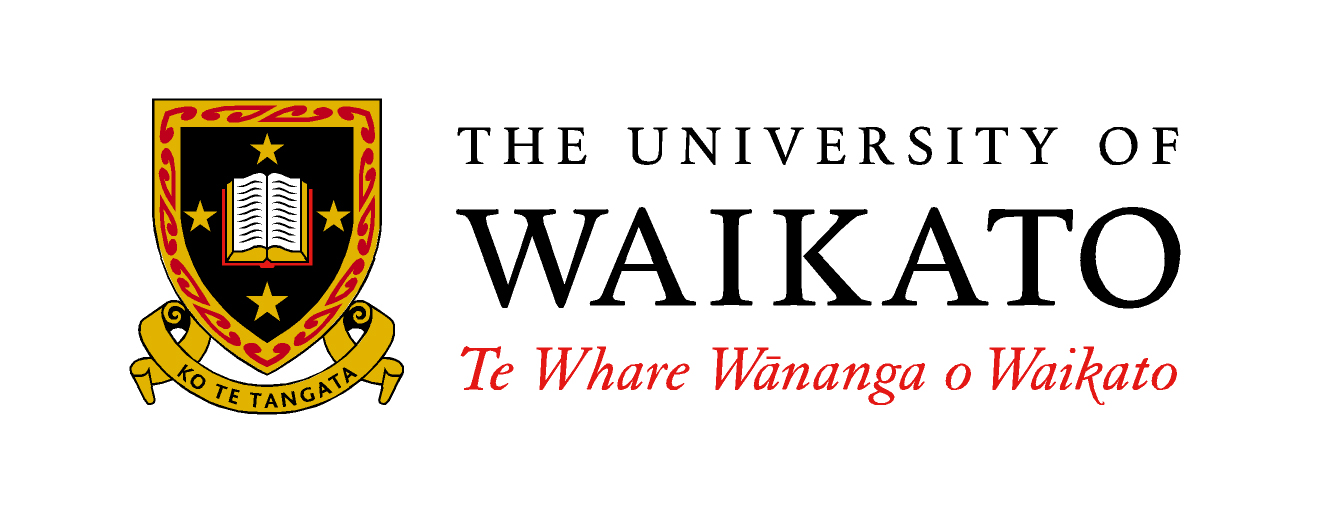 THE UNIVERSITY OF
WAIKATO
Te Whare Wānanga o Waikato
KO TE TANGATA